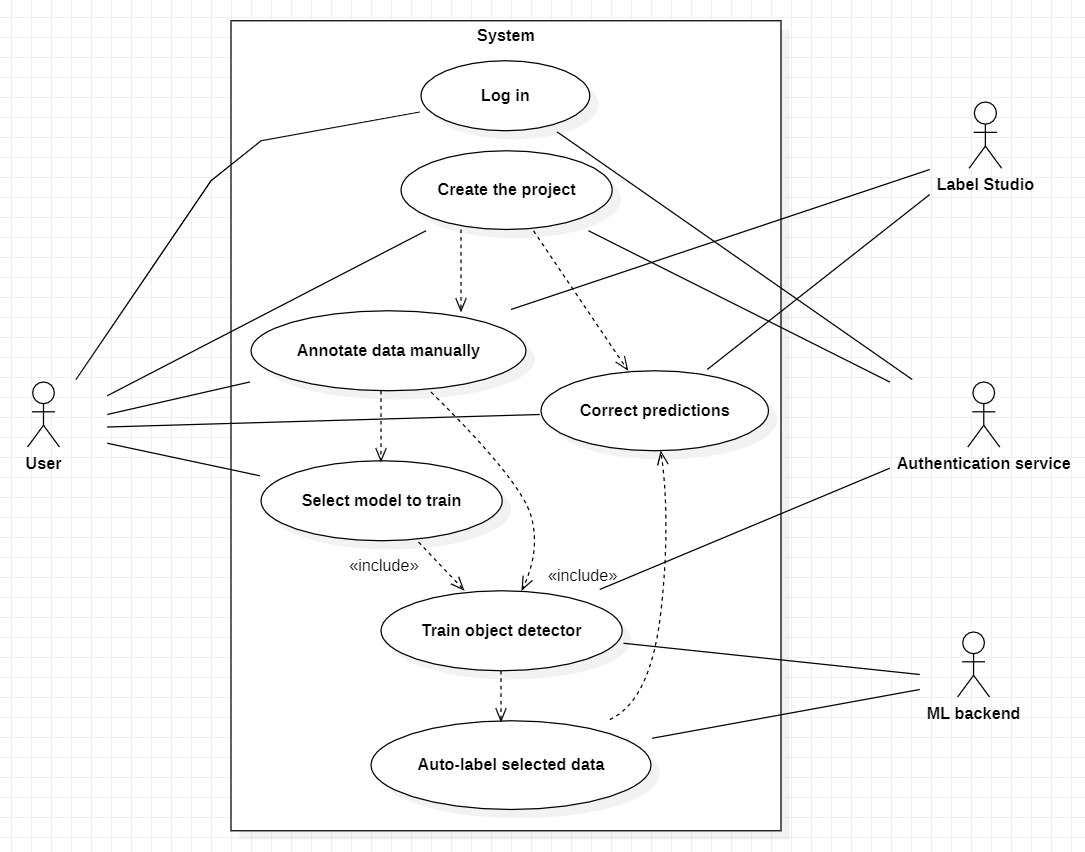 System
Log in
Create the project
Label Studio
Annotate data manually
Correct predictions
User
Authentication service
Select model to train
«include»
«include»
Train object detector
ML backend
Auto-label selected data